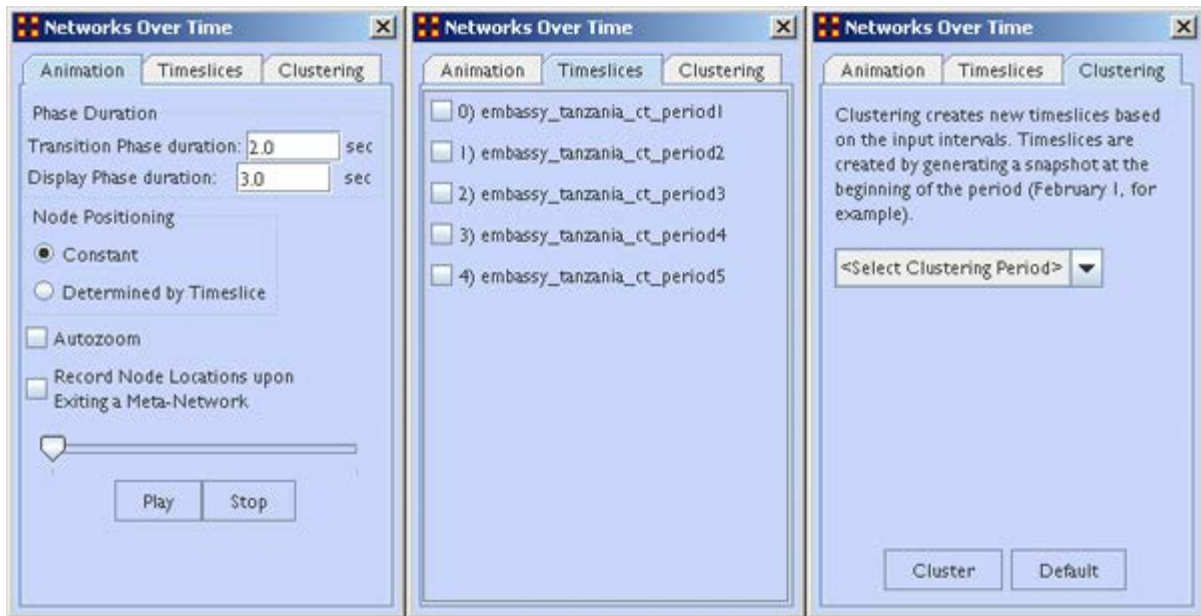 Networks Over Time
Animation Timeslices Clustering
Phase Duration
Transition Phase duration: 2.0 sec
Display Phase duration: 3.0 sec
Node Positioning
Constant
Determined by Timeslice
Autozoom
Record Node Locations upon
Exiting a Meta-Network
Play Stop
Networks Over Time
Animation Timeslices Clustering
0) embassy_tanzania_ct_period1
1) embassy_tanzania_ct_period2
2) embassy_tanzania_ct_period3
3) embassy_tanzania_ct_period4
4) embassy_tanzania_ct_period5
Networks Over Time
Animation Timeslices Clustering
Clustering creates new timeslices based
on the input intervals. Timeslices are
created by generating a snapshot at the
beginning of the period (February 1, for
example).
<Select Clustering Period>
Cluster Default